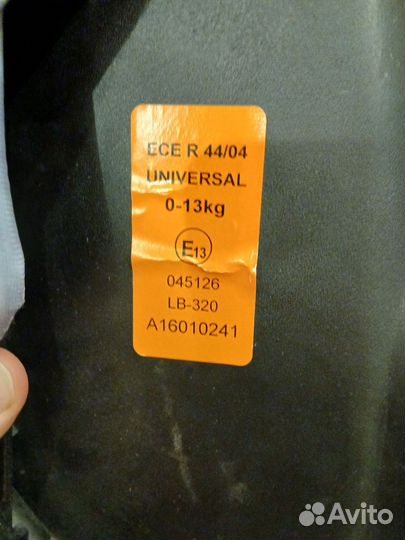 ECE R 44/04
UNIVERSAL
0-13kg
E13
045126
LB-320
A16010241
Avito